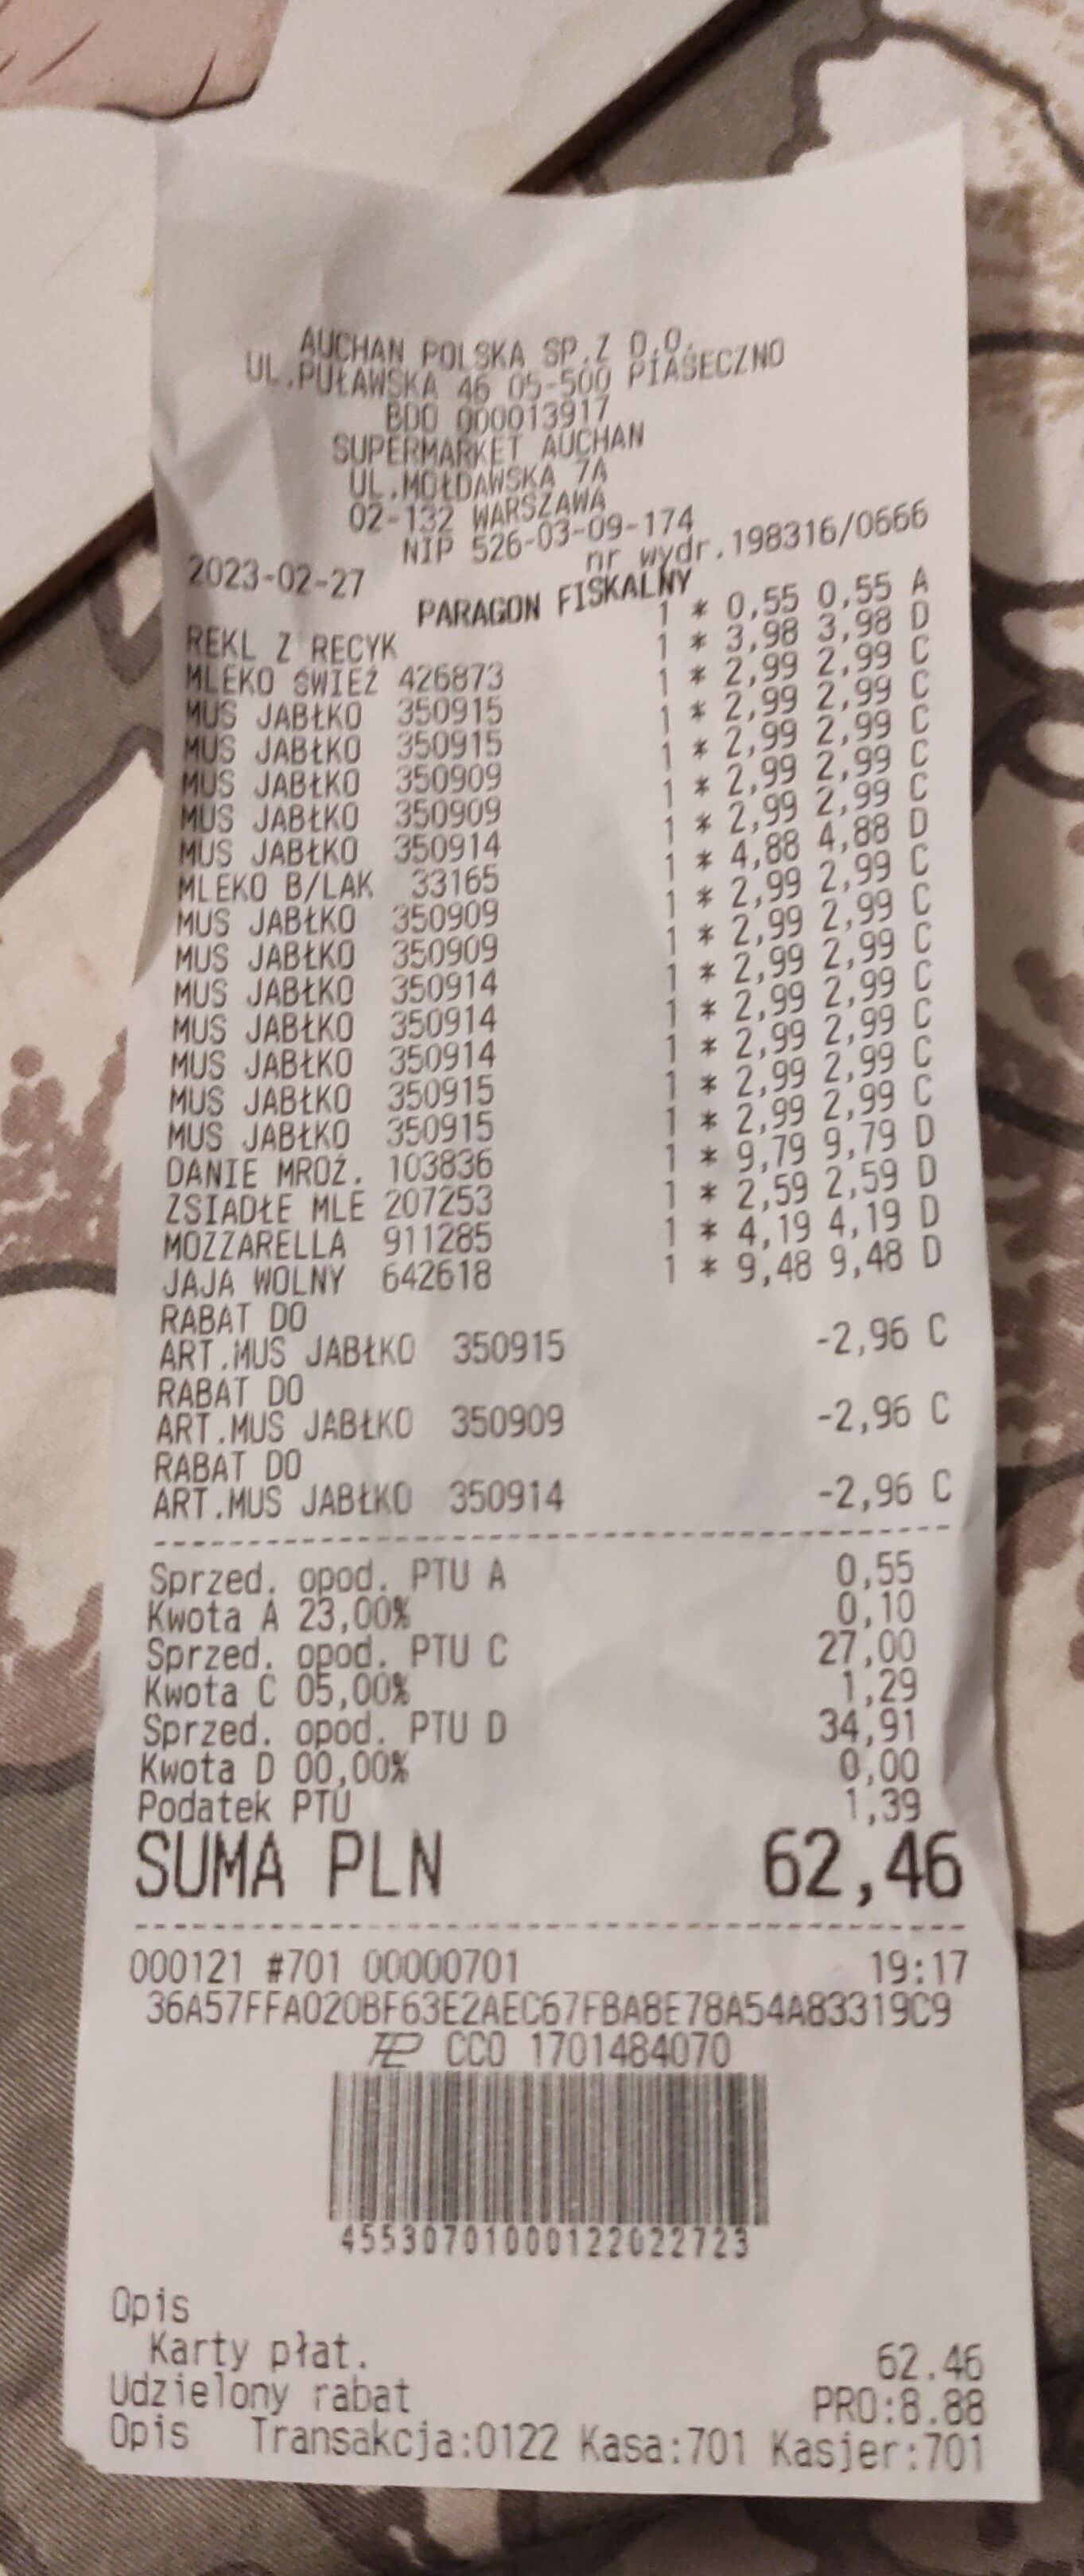 AUCHAN POLSKA SP.Z O.O.
UL.PUŁAWSKA 46 05-500 PIASECZNO
BDO 000013917
SUPERMARKET AUCHAN
UL.MOŁDAWSKA 7A
02-132 WARSZAWA
NIP 526-03-09-174
2023-02-27 nr wydr.198316/0666
PARAGON FISKALNY
REKL Z RECYK 1 * 0,55 0,55 A
MLEKO ŚWIEŻ 426873 1 * 3,98 3,98 D
MUS JABŁKO 350915 1 * 2,99 2,99 C
MUS JABŁKO 350915 1 * 2,99 2,99 C
MUS JABŁKO 350909 1 * 2,99 2,99 C
MUS JABŁKO 350909 1 * 2,99 2,99 C
MUS JABŁKO 350914 1 * 2,99 2,99 C
MLEKO B/LAK 33165 1 * 4,88 4,88 D
MUS JABŁKO 350909 1 * 2,99 2,99 C
MUS JABŁKO 350909 1 * 2,99 2,99 C
MUS JABŁKO 350914 1 * 2,99 2,99 C
MUS JABŁKO 350914 1 * 2,99 2,99 C
MUS JABŁKO 350914 1 * 2,99 2,99 C
MUS JABŁKO 350915 1 * 2,99 2,99 C
MUS JABŁKO 350915 1 * 2,99 2,99 C
DANIE MROŻ. 103836 1 * 9,79 9,79 D
ZSIADŁE MLE 207253 1 * 2,59 2,59 D
MOZZARELLA 911285 1 * 4,19 4,19 D
JAJA WOLNY 642618 1 * 9,48 9,48 D
RABAT DO
ART.MUS JABŁKO 350915 -2,96 C
RABAT DO
ART.MUS JABŁKO 350909 -2,96 C
RABAT DO
ART.MUS JABŁKO 350914 -2,96 C
Sprzed. opod. PTU A 0,55
Kwota A 23,00% 0,10
Sprzed. opod. PTU C 27,00
Kwota C 05,00% 1,29
Sprzed. opod. PTU D 34,91
Kwota D 00,00% 0,00
Podatek PTU 1,39
SUMA PLN 62,46
000121 #701 00000701 19:17
36A57FFA020BF63E2AEC67FBA8E78A54A83319C9
CCO 1701484070
45530701000122022723
Opis
Karty płat. 62.46
Udzielony rabat PRO:8.88
Opis Transakcja:0122 Kasa:701 Kasjer:701